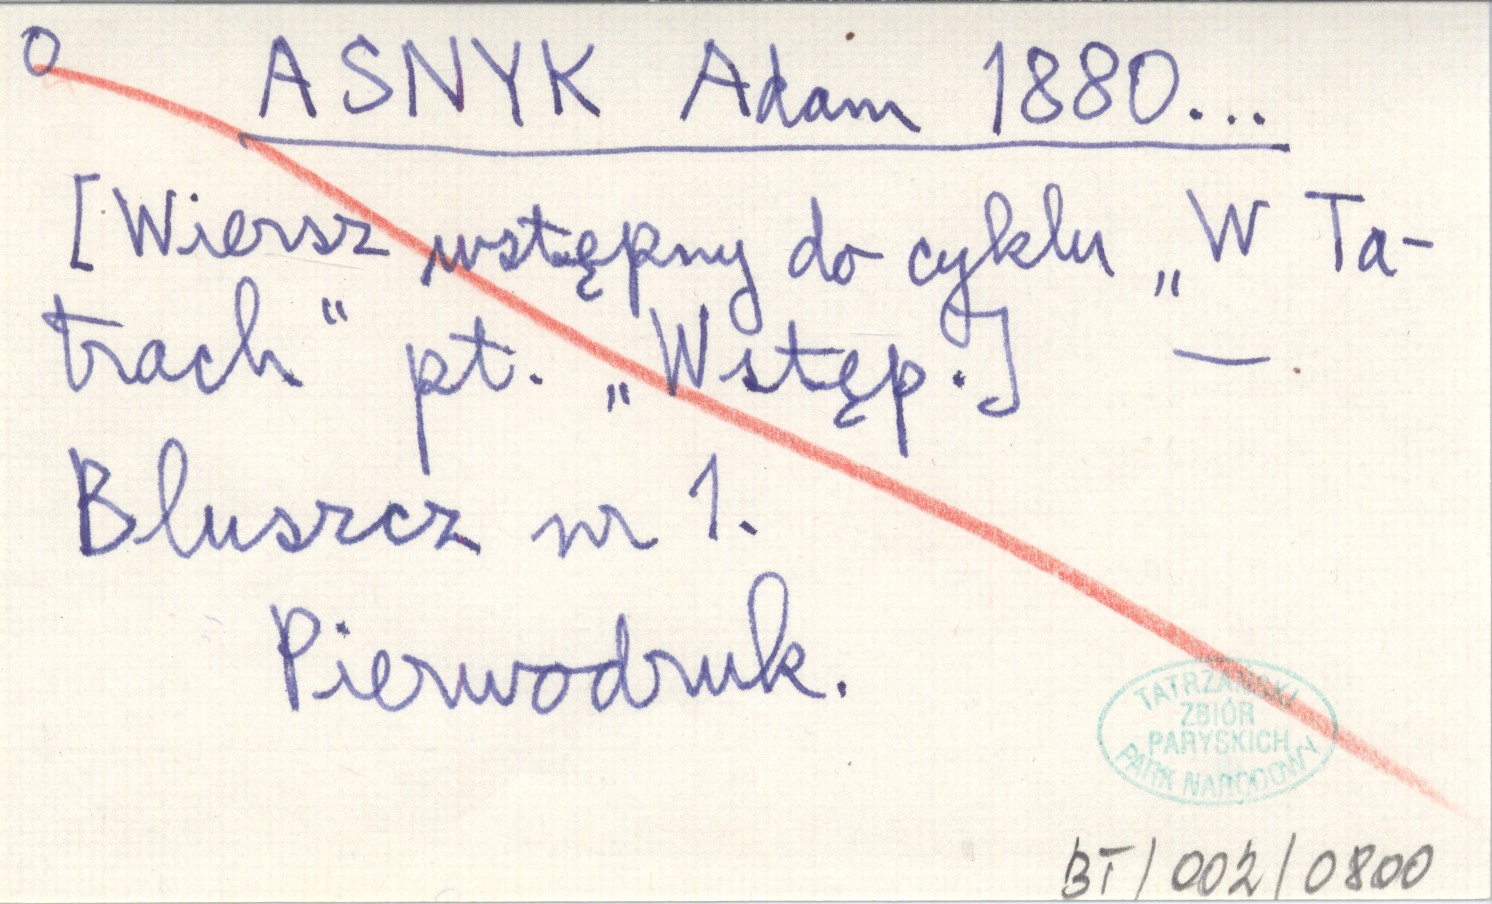 O
ASNYK Adam 1880...
[Wiersz wstępny do cyklu „W Ta-
trach" pt. „Wstęp.] —
Bluszcz nr 1.
Pierwodruk.
TATRZAŃSKI
ZBIÓR
PARYSKICH
PARK NARODOWY
BT/002/0800